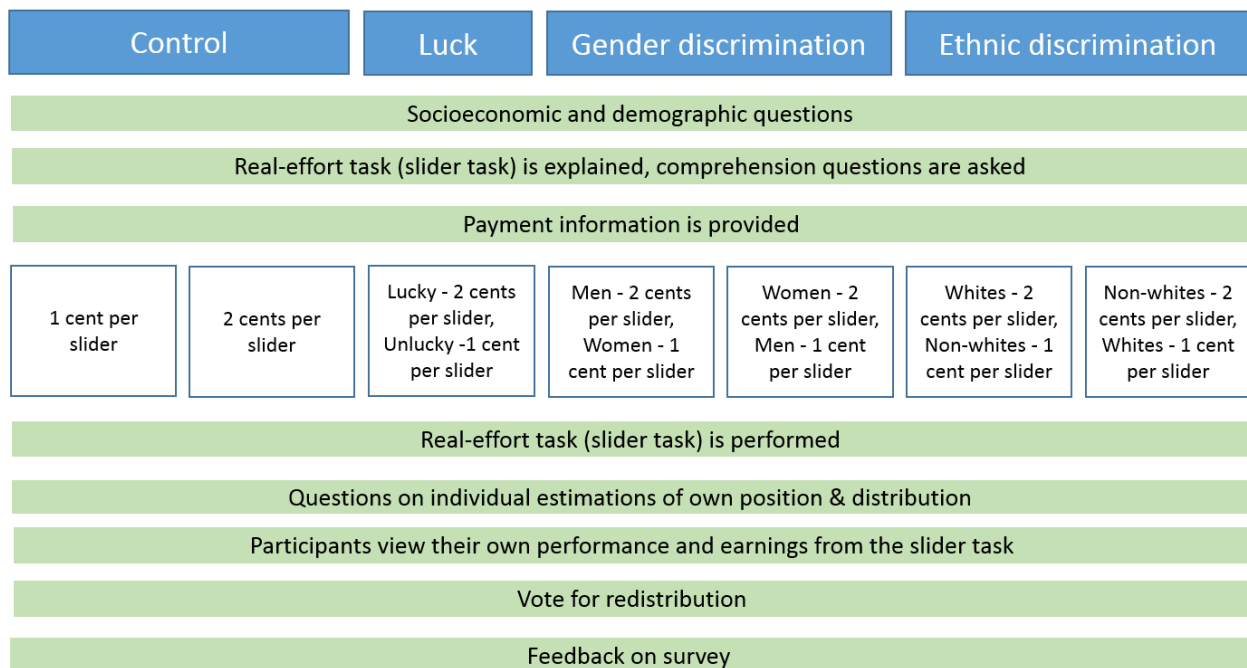 Control
Luck
Gender discrimination
Ethnic discrimination
Socioeconomic and demographic questions
Real-effort task (slider task) is explained, comprehension questions are asked
Payment information is provided
1 cent per
slider
2 cents per
slider
Lucky - 2 cents
per slider,
Unlucky -1 cent
per slider
Men - 2 cents
per slider,
Women - 1
cent per slider
Women - 2
cents per slider,
Men - 1 cent
per slider
Whites - 2
cents per slider,
Non-whites - 1
cent per slider
Non-whites - 2
cents per slider,
Whites - 1 cent
per slider
Real-effort task (slider task) is performed
Questions on individual estimations of own position & distribution
Participants view their own performance and earnings from the slider task
Vote for redistribution
Feedback on survey